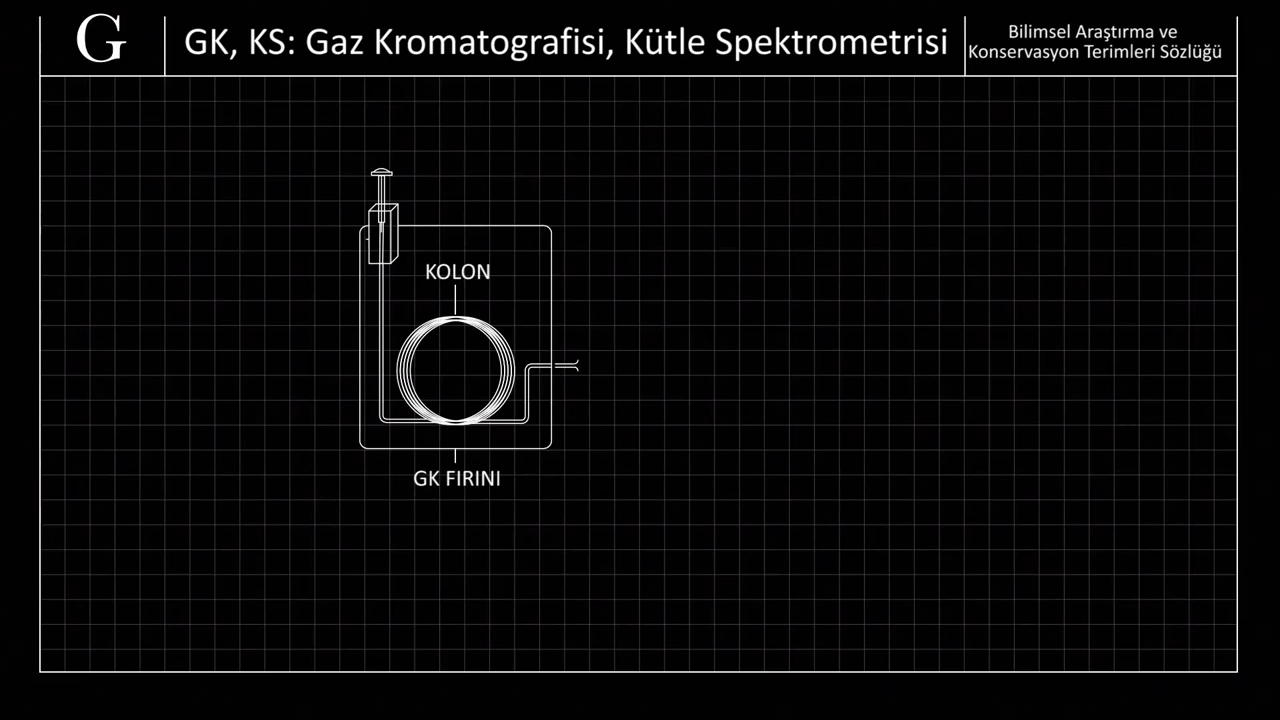 G
GK, KS: Gaz Kromatografisi, Kütle Spektrometrisi
Bilimsel Araştırma ve
Konservasyon Terimleri Sözlüğü
KOLON
GK FIRINI